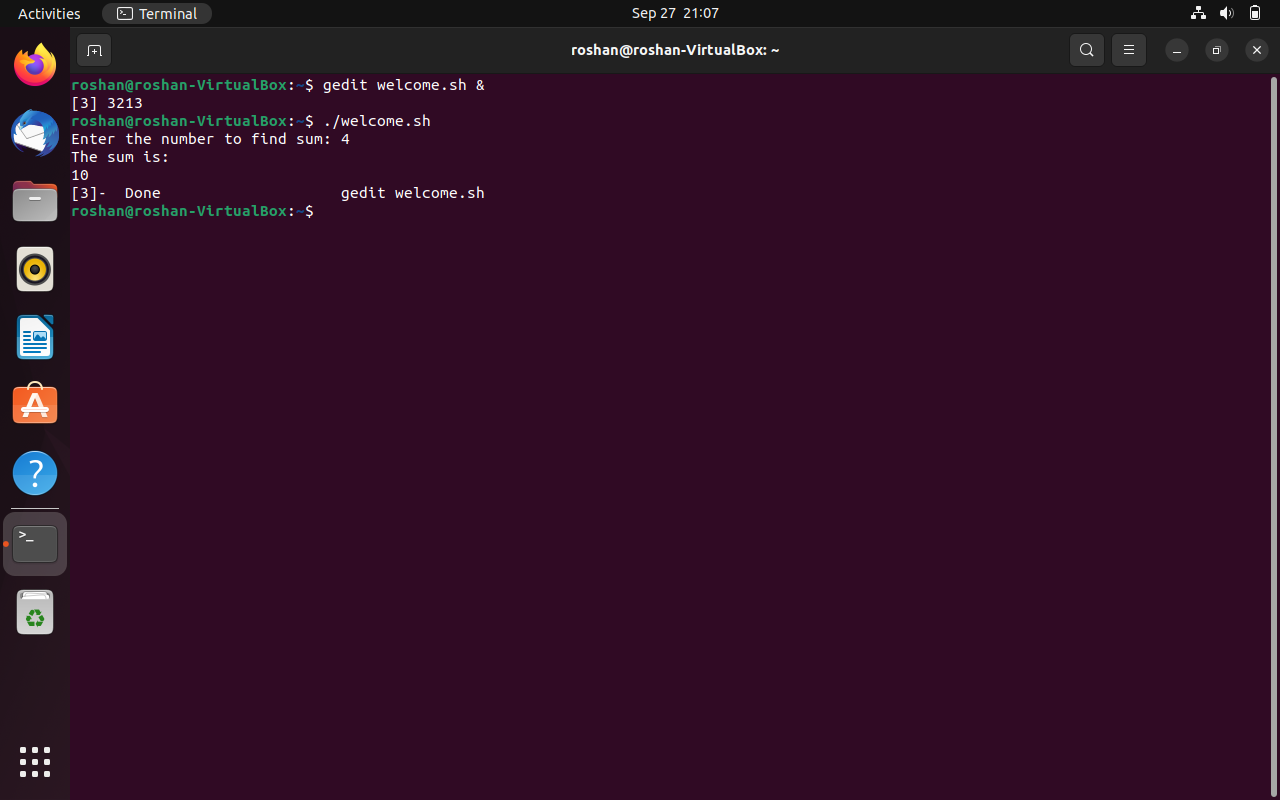 Activities Terminal Sep 27 21:07
roshan@roshan-VirtualBox: ~
roshan@roshan-VirtualBox:~$ gedit welcome.sh &
[3] 3213
roshan@roshan-VirtualBox:~$ ./welcome.sh
Enter the number to find sum: 4
The sum is:
10
[3]-  Done                    gedit welcome.sh
roshan@roshan-VirtualBox:~$